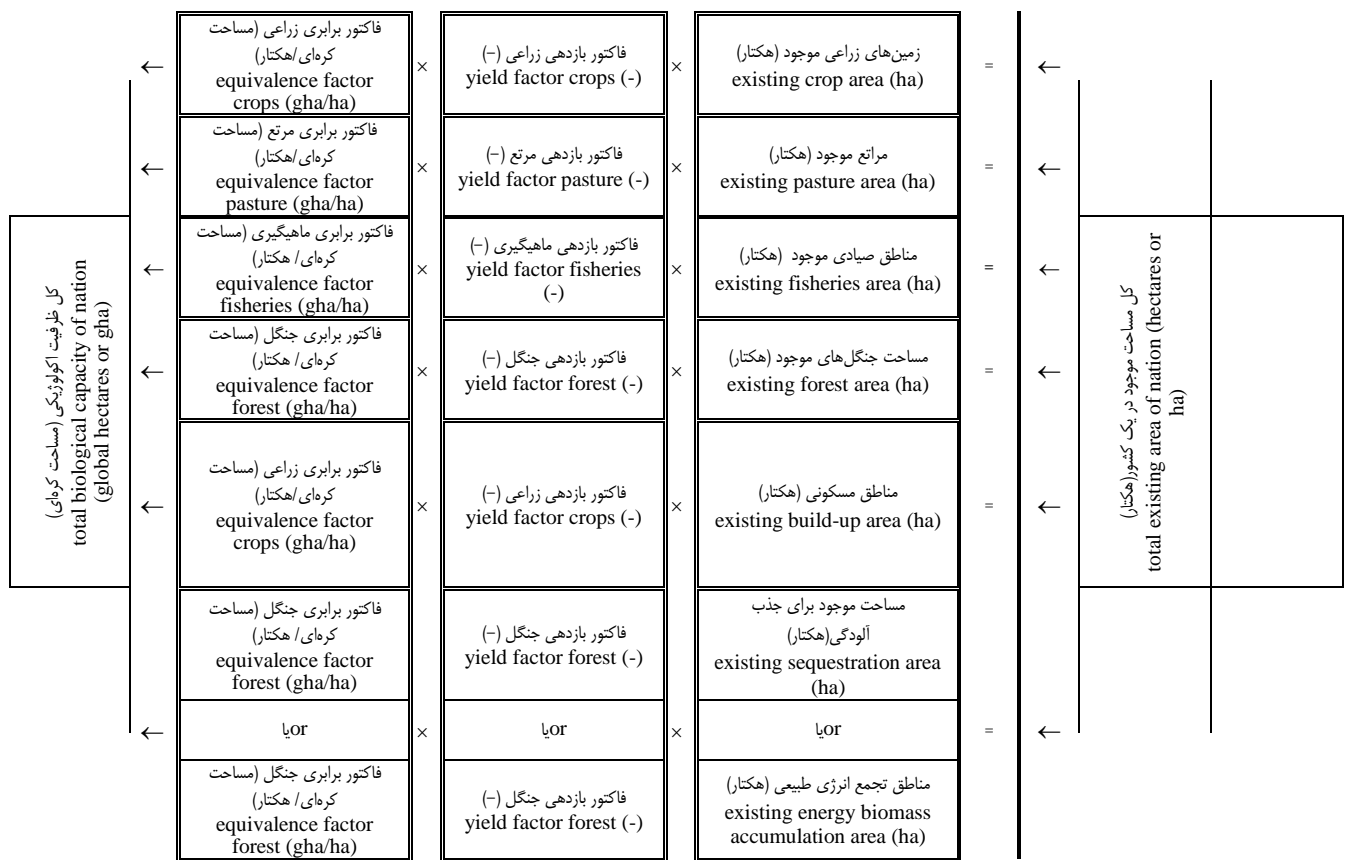 کل مساحت موجود در یک کشور(هکتار)
total existing area of nation (hectares or
ha)
←
=
زمین‌های زراعی موجود (هکتار)
existing crop area (ha)
×
فاکتور بازدهی زراعی (–)
yield factor crops (-)
×
فاکتور برابری زراعی (مساحت
کره‌ای/هکتار)
equivalence factor
crops (gha/ha)
←
←
=
مراتع موجود (هکتار)
existing pasture area (ha)
×
فاکتور بازدهی مرتع (–)
yield factor pasture (-)
×
فاکتور برابری مرتع (مساحت
کره‌ای/هکتار)
equivalence factor
pasture (gha/ha)
←
←
=
مناطق صیادی موجود (هکتار)
existing fisheries area (ha)
×
فاکتور بازدهی ماهیگیری (–)
yield factor fisheries
(-)
×
فاکتور برابری ماهیگیری (مساحت
کره‌ای/ هکتار)
equivalence factor
fisheries (gha/ha)
←
←
=
مساحت جنگل‌های موجود (هکتار)
existing forest area (ha)
×
فاکتور بازدهی جنگل (–)
yield factor forest (-)
×
فاکتور برابری جنگل (مساحت
کره‌ای/ هکتار)
equivalence factor
forest (gha/ha)
←
←
=
مناطق مسکونی (هکتار)
existing build-up area (ha)
×
فاکتور بازدهی زراعی (–)
yield factor crops (-)
×
فاکتور برابری زراعی (مساحت
کره‌ای/هکتار)
equivalence factor
crops (gha/ha)
←
مساحت موجود برای جذب
آلودگی(هکتار)
existing sequestration area
(ha)
فاکتور بازدهی جنگل (–)
yield factor forest (-)
فاکتور برابری جنگل (مساحت
کره‌ای/ هکتار)
equivalence factor
forest (gha/ha)
←
=
یاor
×
یاor
×
یاor
←
مناطق تجمع انرژی طبیعی (هکتار)
existing energy biomass
accumulation area (ha)
فاکتور بازدهی جنگل (–)
yield factor forest (-)
فاکتور برابری جنگل (مساحت
کره‌ای/ هکتار)
equivalence factor
forest (gha/ha)
کل ظرفیت اکولوژیکی (مساحت کره‌ای)
total biological capacity of nation
(global hectares or gha)